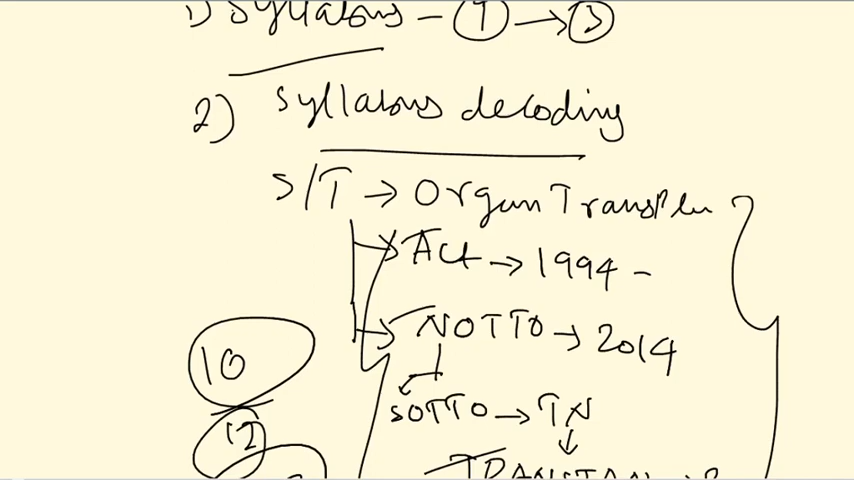 1) Syllabus - ① → ③
2) Syllabus decoding
S/T → Organ Transplan
Act → 1994 -
NOTTO → 2014
10
SOTTO → TN
12